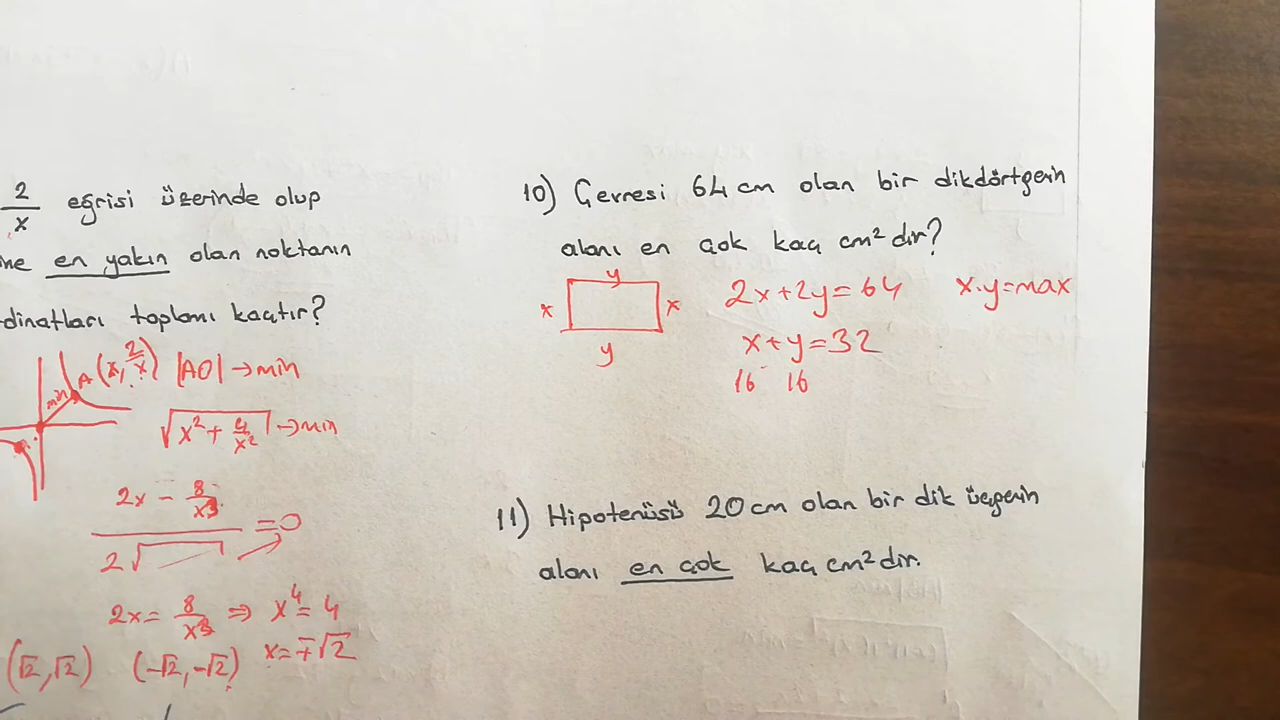 2/x eğrisi üzerinde olup
en yakın olan noktanın
toplamı kaçtır?
A (x, 2/x) |AO| → min
min
√(x² + 4/x²) → min
2x - 8/x³
2√ = 0
2x = 8/x³ ⇒ x⁴ = 4
x = ∓√2
(√2, √2) (-√2, -√2)
10) Çevresi 64 cm olan bir dikdörtgenin
alanı en çok kaç cm² dir?
y
x x
y
2x+2y=64 x.y=max
x+y=32
16 16
11) Hipotenüsü 20 cm olan bir dik üçgenin
alanı en çok kaç cm² dir.